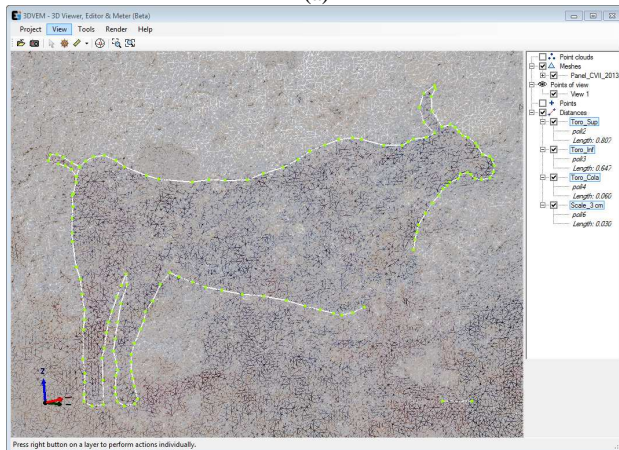 3DVEM - 3D Viewer, Editor & Meter (Beta)
Project View Tools Render Help
Point clouds
Meshes
Panel_CVII_2013
Points of view
View 1
Points
Distances
Toro_Sup
poli2
Length: 0.807
Toro_Inf
poli3
Length: 0.647
Toro_Cola
poli4
Length: 0.060
Scale_3 cm
poli6
Length: 0.030
Z
Press right button on a layer to perform actions individually.